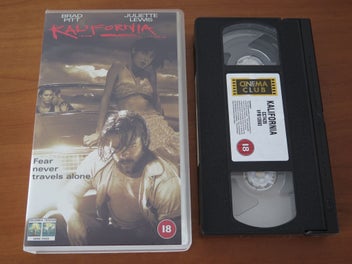 BRAD
PITT
JULIETTE
LEWIS
KALIFORNIA
Fear
never
travels alone
18
CINEMA
CLUB
KALIFORNIA
18